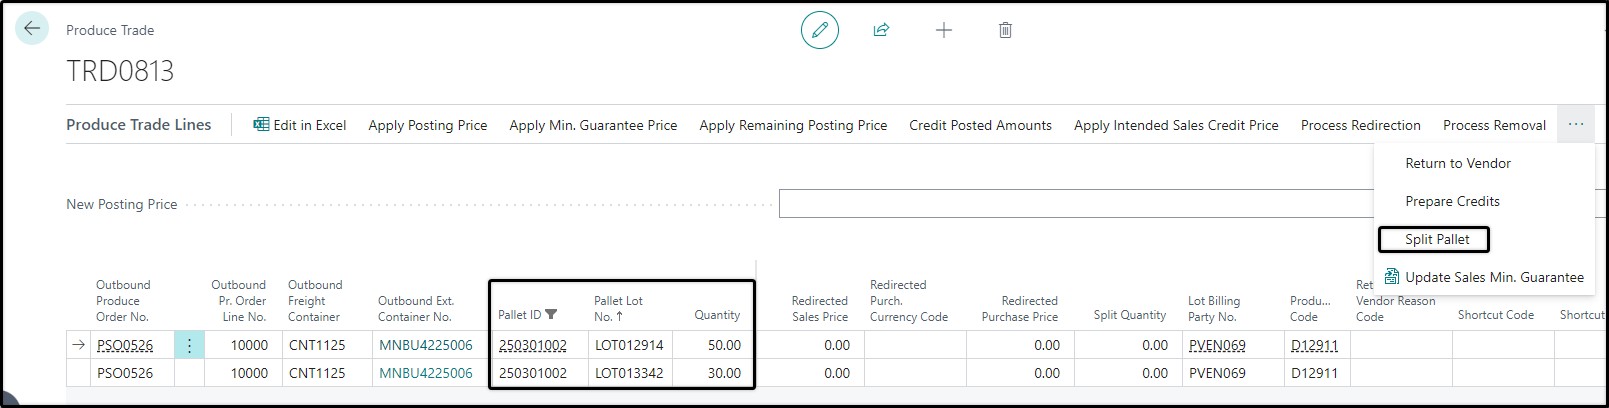 Produce Trade
TRD0813
Produce Trade Lines Edit in Excel Apply Posting Price Apply Min. Guarantee Price Apply Remaining Posting Price Credit Posted Amounts Apply Intended Sales Credit Price Process Redirection Process Removal ...
Return to Vendor
Prepare Credits
Split Pallet
Update Sales Min. Guarantee
New Posting Price
Outbound Produce Order No. Outbound Pr. Order Line No. Outbound Freight Container Outbound Ext. Container No. Pallet ID Pallet Lot No. ↑ Quantity Redirected Sales Price Redirected Purch. Currency Code Redirected Purchase Price Split Quantity Lot Billing Party No. Produ... Code Ret Vendor Reason Code Shortcut Code Shortcut
PSO0526 10000 CNT1125 MNBU4225006 250301002 LOT012914 50.00 0.00 0.00 0.00 PVEN069 D12911
PSO0526 10000 CNT1125 MNBU4225006 250301002 LOT013342 30.00 0.00 0.00 0.00 PVEN069 D12911